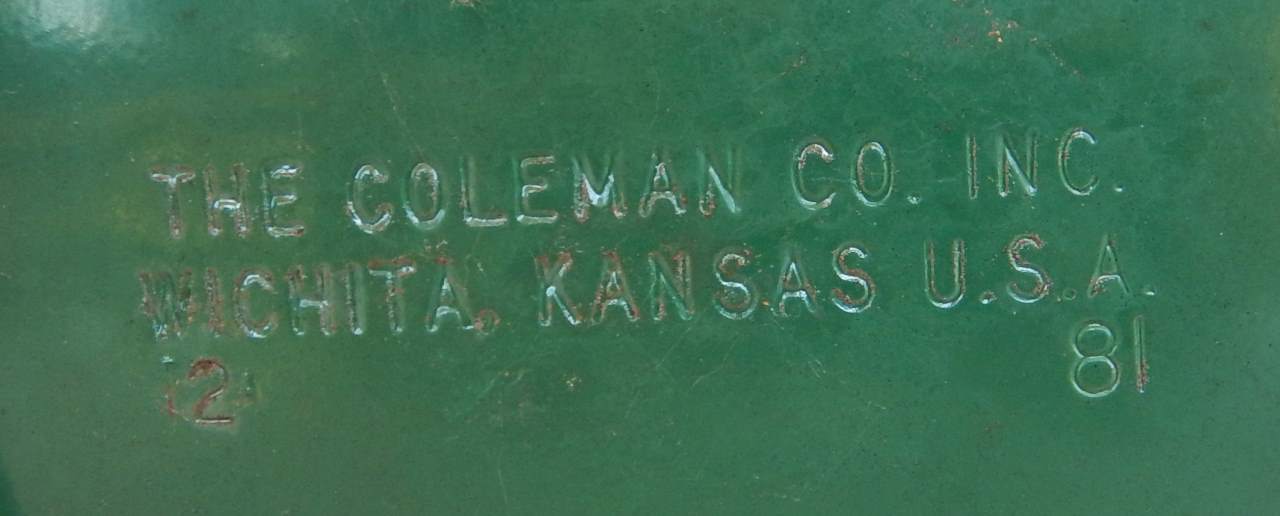 THE COLEMAN CO. INC.
WICHITA, KANSAS U.S.A.
2 81